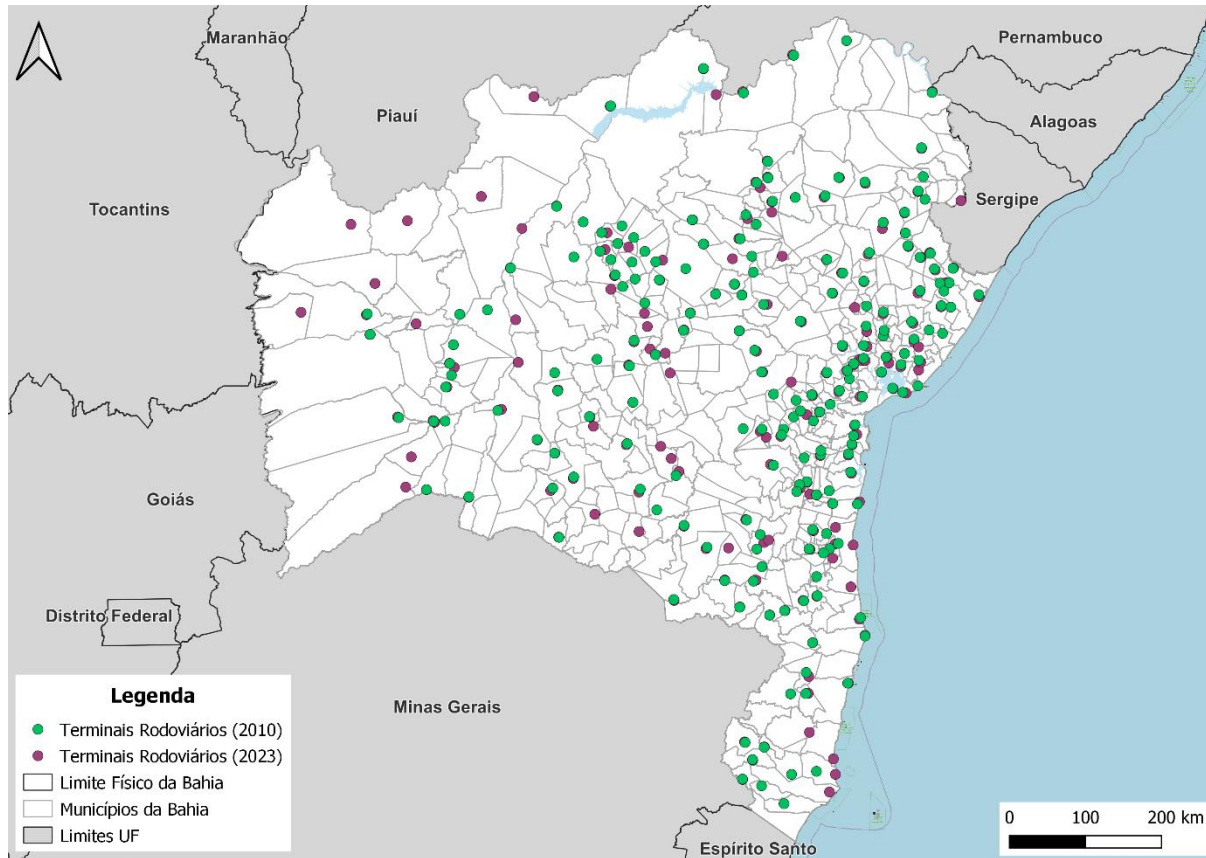 Maranhão
Pernambuco
Piauí
Alagoas
Tocantins
Sergipe
Goiás
Distrito Federal
Minas Gerais
Espírito Santo
Legenda
Terminais Rodoviários (2010)
Terminais Rodoviários (2023)
Limite Físico da Bahia
Municípios da Bahia
Limites UF
0 100 200 km